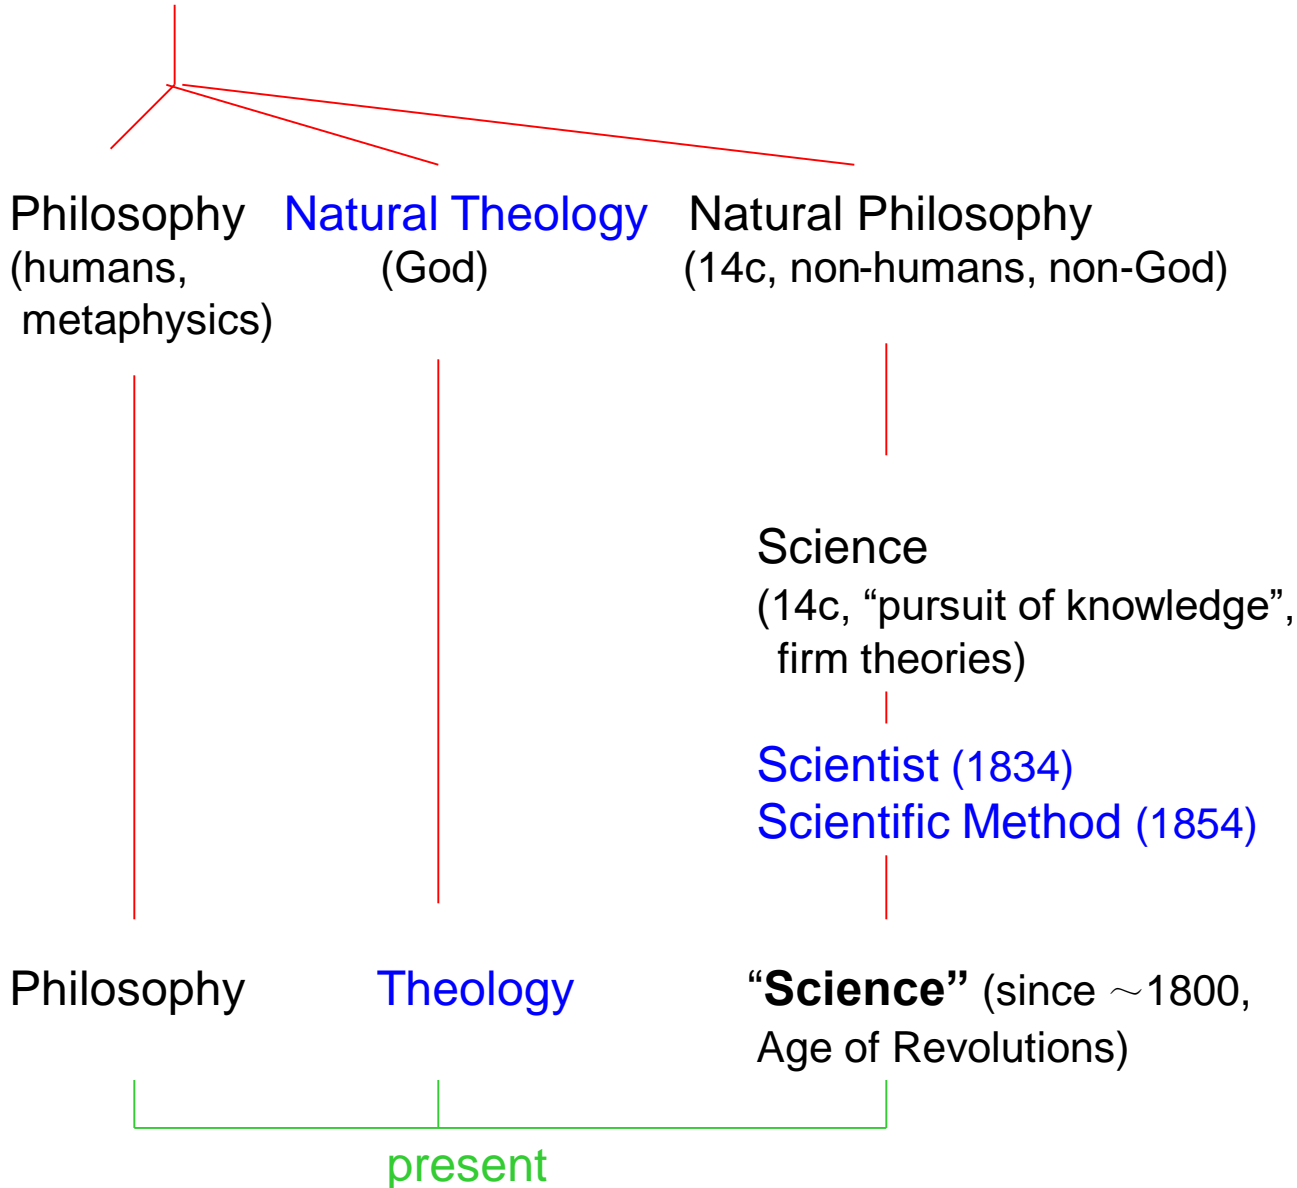 Philosophy Natural Theology Natural Philosophy
(humans, (God) (14c, non-humans, non-God)
metaphysics)
Science
(14c, “pursuit of knowledge”,
firm theories)
Scientist (1834)
Scientific Method (1854)
Philosophy Theology “Science” (since ～1800,
Age of Revolutions)
present